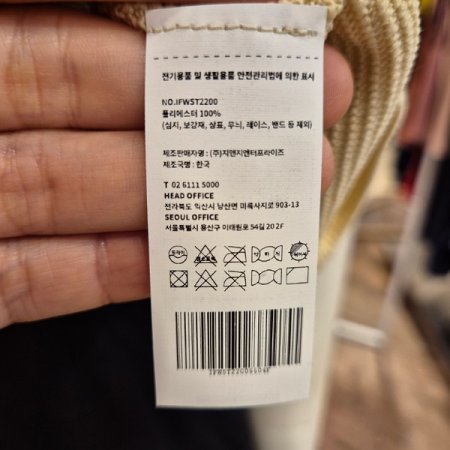 전기용품 및 생활용품 안전관리법에 의한 표시
NO.IFWST2200
폴리에스터 100%
(심지, 보강재, 상표, 무늬, 레이스, 밴드 등 제외)
제조판매자명 : (주)지엔지엔터프라이즈
제조국명 : 한국
T 02 6111 5000
HEAD OFFICE
전라북도 익산시 낭산면 미륵사지로 903-13
SEOUL OFFICE
서울특별시 용산구 이태원로 54길 20 2F
드라이